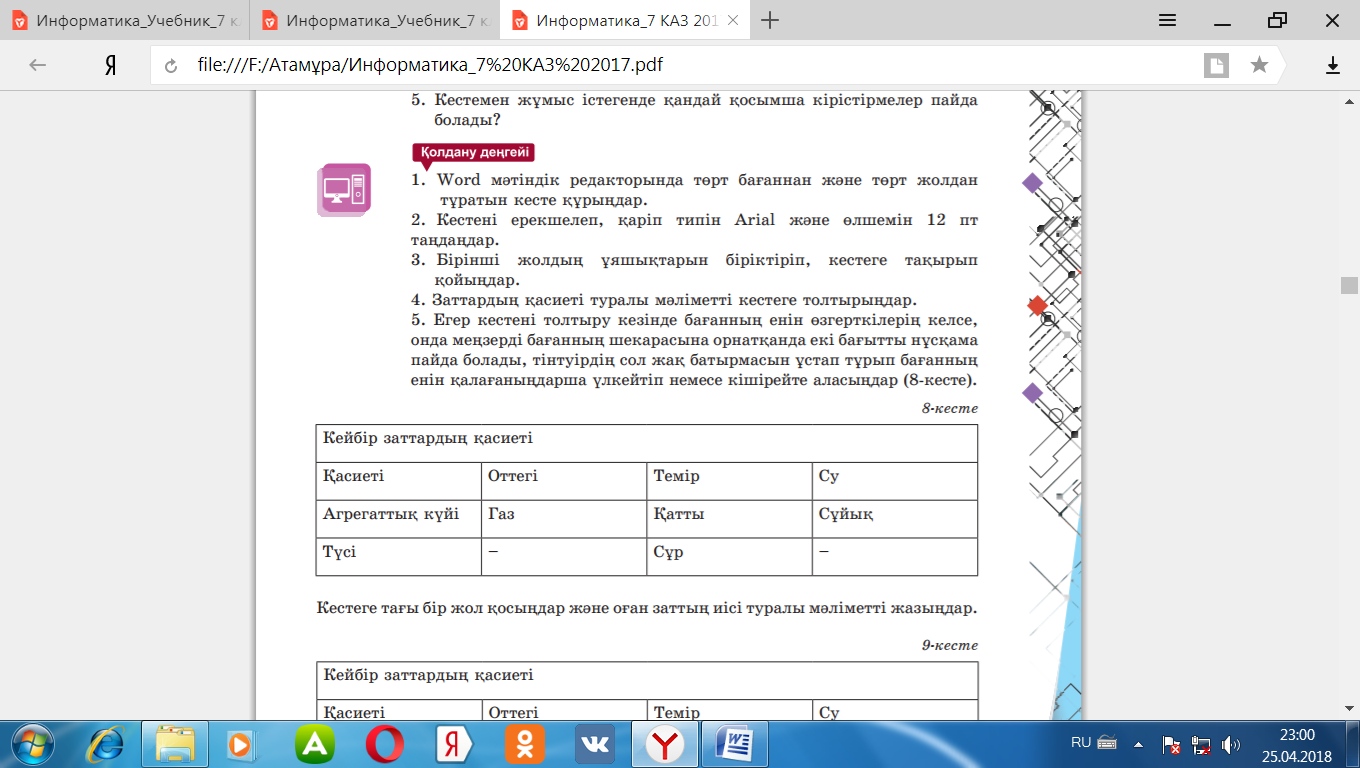 Информатика_Учебник_7 к
Информатика_Учебник_7 к
Информатика_7 КАЗ 201
Я
file:///F:/Атамұра/Информатика_7%20КАЗ%202017.pdf
5. Кестемен жұмыс істегенде қандай қосымша кірістірмелер пайда
болады?
Қолдану деңгейі
1. Word мәтіндік редакторында төрт бағаннан және төрт жолдан
тұратын кесте құрыңдар.
2. Кестені ерекшелеп, қаріп типін Arial және өлшемін 12 пт
таңдаңдар.
3. Бірінші жолдың ұяшықтарын біріктіріп, кестеге тақырып
қойыңдар.
4. Заттардың қасиеті туралы мәліметті кестеге толтырыңдар.
5. Егер кестені толтыру кезінде бағанның енін өзгерткілерің келсе,
онда меңзерді бағанның шекарасына орнатқанда екі бағытты нұсқама
пайда болады, тінтуірдің сол жақ батырмасын ұстап тұрып бағанның
енін қалағаныңдарша үлкейтіп немесе кішірейте аласыңдар (8-кесте).
8-кесте
Кейбір заттардың қасиеті
Қасиеті Оттегі Темір Су
Агрегаттық күйі Газ Қатты Сұйық
Түсі – Сұр –
Кестеге тағы бір жол қосыңдар және оған заттың иісі туралы мәліметті жазыңдар.
9-кесте
Кейбір заттардың қасиеті
Қасиеті Оттегі Темір Су
RU
23:00
25.04.2018